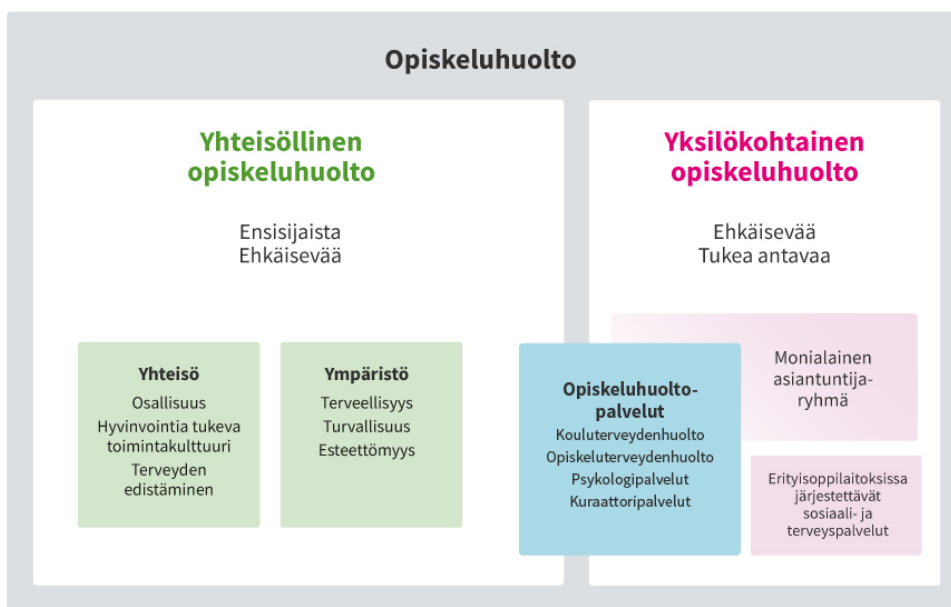 Opiskeluhuolto
Yhteisöllinen
opiskeluhuolto
Ensisijaista
Ehkäisevää
Yhteisö
Osallisuus
Hyvinvointia tukeva
toimintakulttuuri
Terveyden
edistäminen
Ympäristö
Terveellisyys
Turvallisuus
Esteettömyys
Yksilökohtainen
opiskeluhuolto
Ehkäisevää
Tukea antavaa
Opiskeluhuolto-
palvelut
Kouluterveydenhuolto
Opiskeluterveydenhuolto
Psykologipalvelut
Kuraattoripalvelut
Monialainen
asiantuntija-
ryhmä
Erityisoppilaitoksissa
järjestettävät
sosiaali- ja
terveyspalvelut